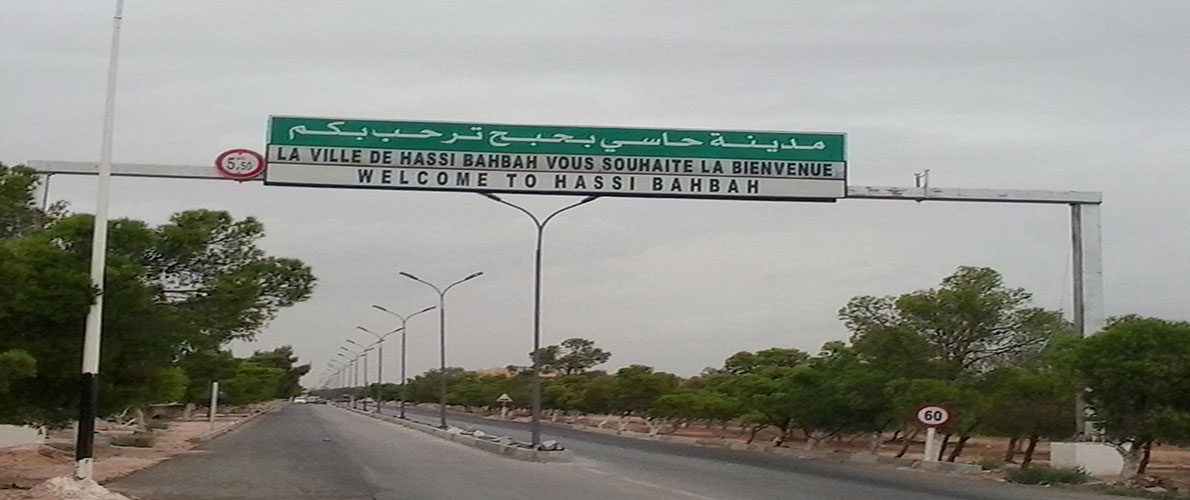 مدينة حاسي بحبح ترحب بكم
LA VILLE DE HASSI BAHBAH VOUS SOUHAITE LA BIENVENUE
WELCOME TO HASSI BAHBAH
5,50
60